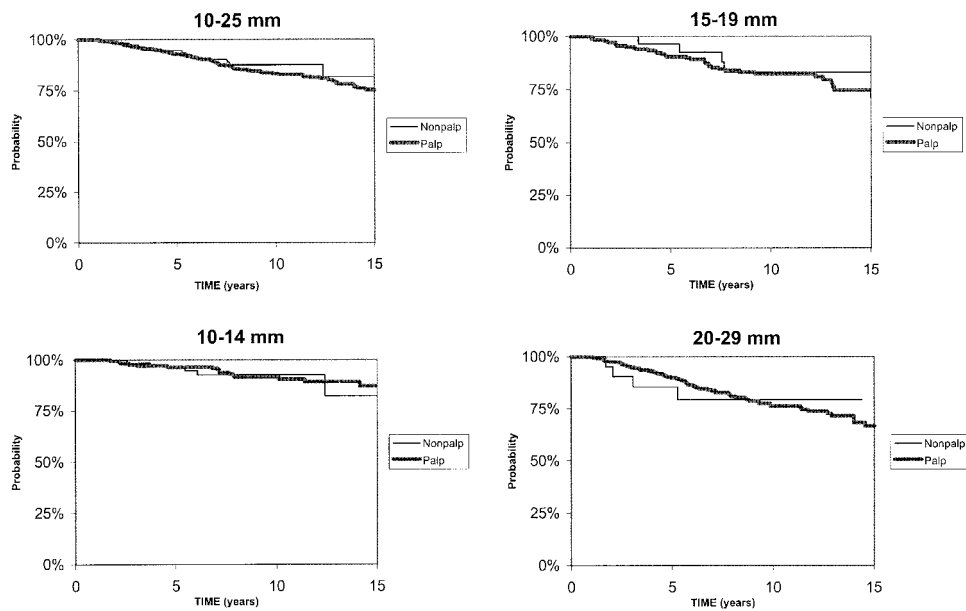 10-25 mm
100%
75%
50%
25%
0%
Probability
0 5 10 15
TIME (years)
Nonpalp
Palp
15-19 mm
100%
75%
50%
25%
0%
Probability
0 5 10 15
TIME (years)
Nonpalp
Palp
10-14 mm
100%
75%
50%
25%
0%
Probability
0 5 10 15
TIME (years)
Nonpalp
Palp
20-29 mm
100%
75%
50%
25%
0%
Probability
0 5 10 15
TIME (years)
Nonpalp
Palp